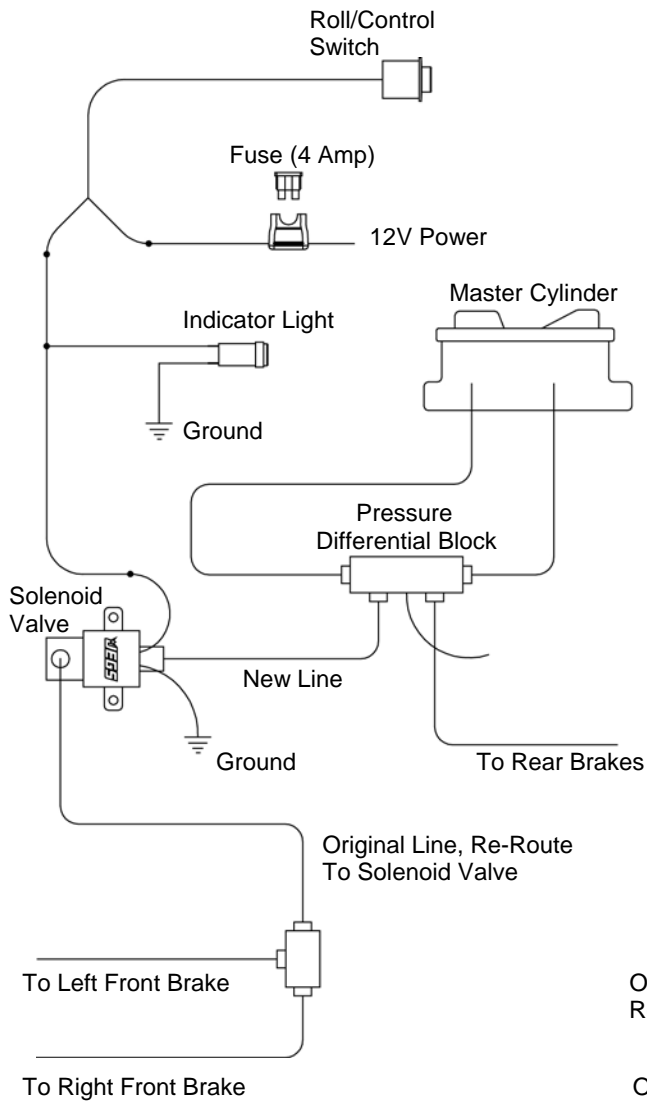 Roll/Control
Switch
Fuse (4 Amp)
12V Power
Master Cylinder
Indicator Light
Ground
Pressure
Differential Block
Solenoid
Valve
JEGS
New Line
Ground
To Rear Brakes
Original Line, Re-Route
To Solenoid Valve
To Left Front Brake
O
R
To Right Front Brake
O